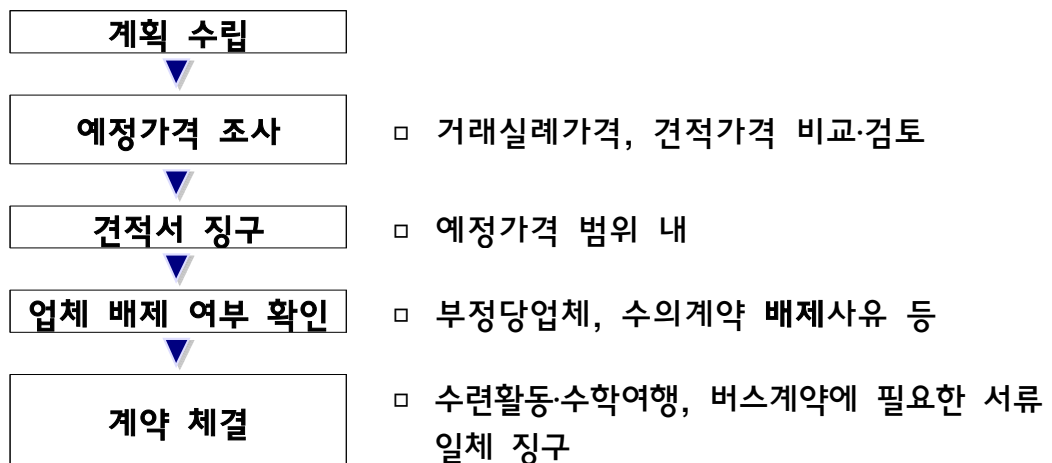 계획 수립
예정가격 조사
▫ 거래실례가격, 견적가격 비교·검토
견적서 징구
▫ 예정가격 범위 내
업체 배제 여부 확인
▫ 부정당업체, 수의계약 배제사유 등
계약 체결
▫ 수련활동·수학여행, 버스계약에 필요한 서류
일체 징구